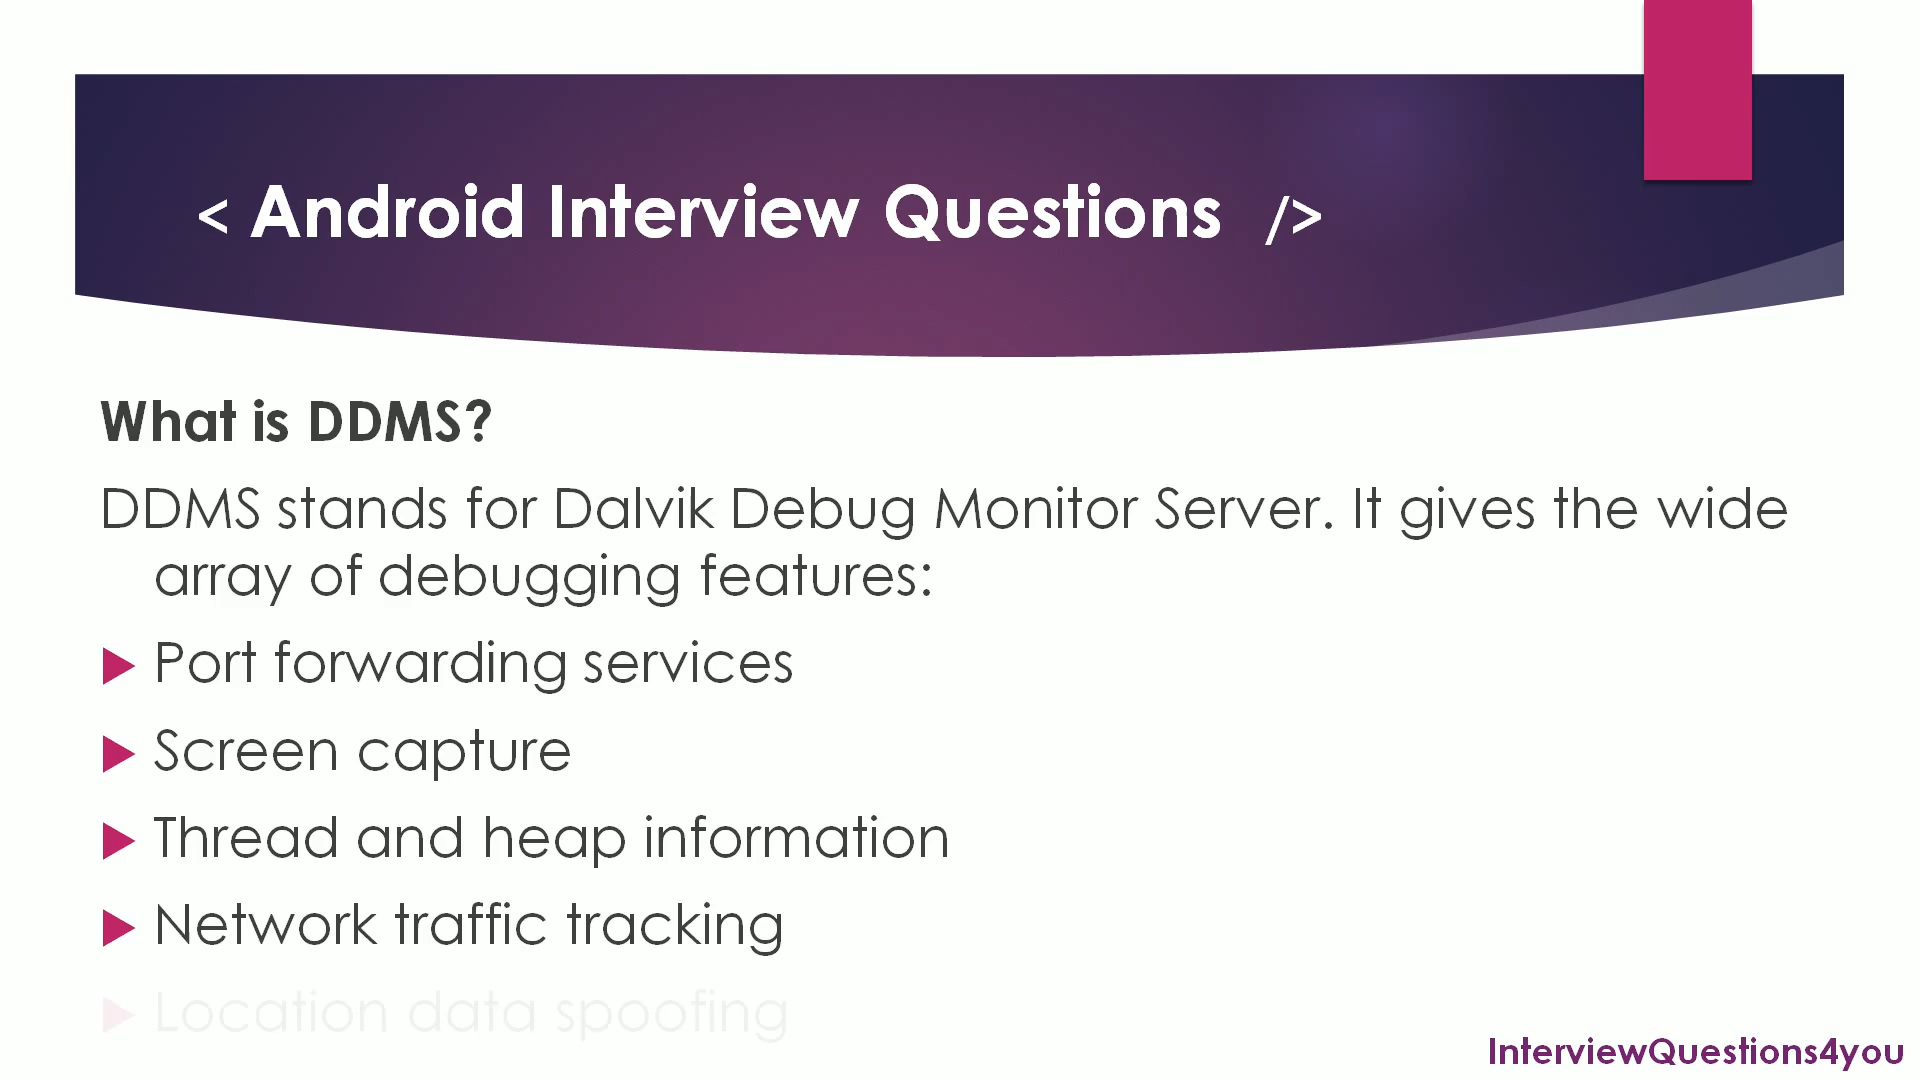 < Android Interview Questions />
What is DDMS?
DDMS stands for Dalvik Debug Monitor Server. It gives the wide
array of debugging features:
Port forwarding services
Screen capture
Thread and heap information
Network traffic tracking
Location data spoofing
InterviewQuestions4you